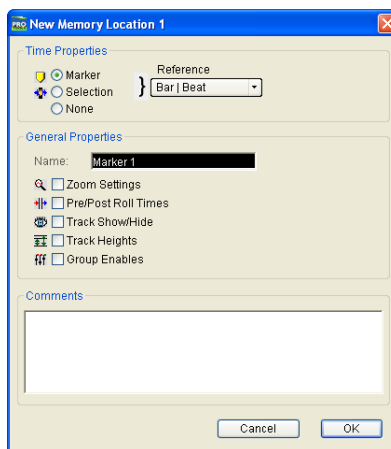 PRO New Memory Location 1
Time Properties
Marker
Selection
None
Reference
Bar|Beat
General Properties
Name: Marker 1
Zoom Settings
Pre/Post Roll Times
Track Show/Hide
Track Heights
Group Enables
Comments
Cancel OK